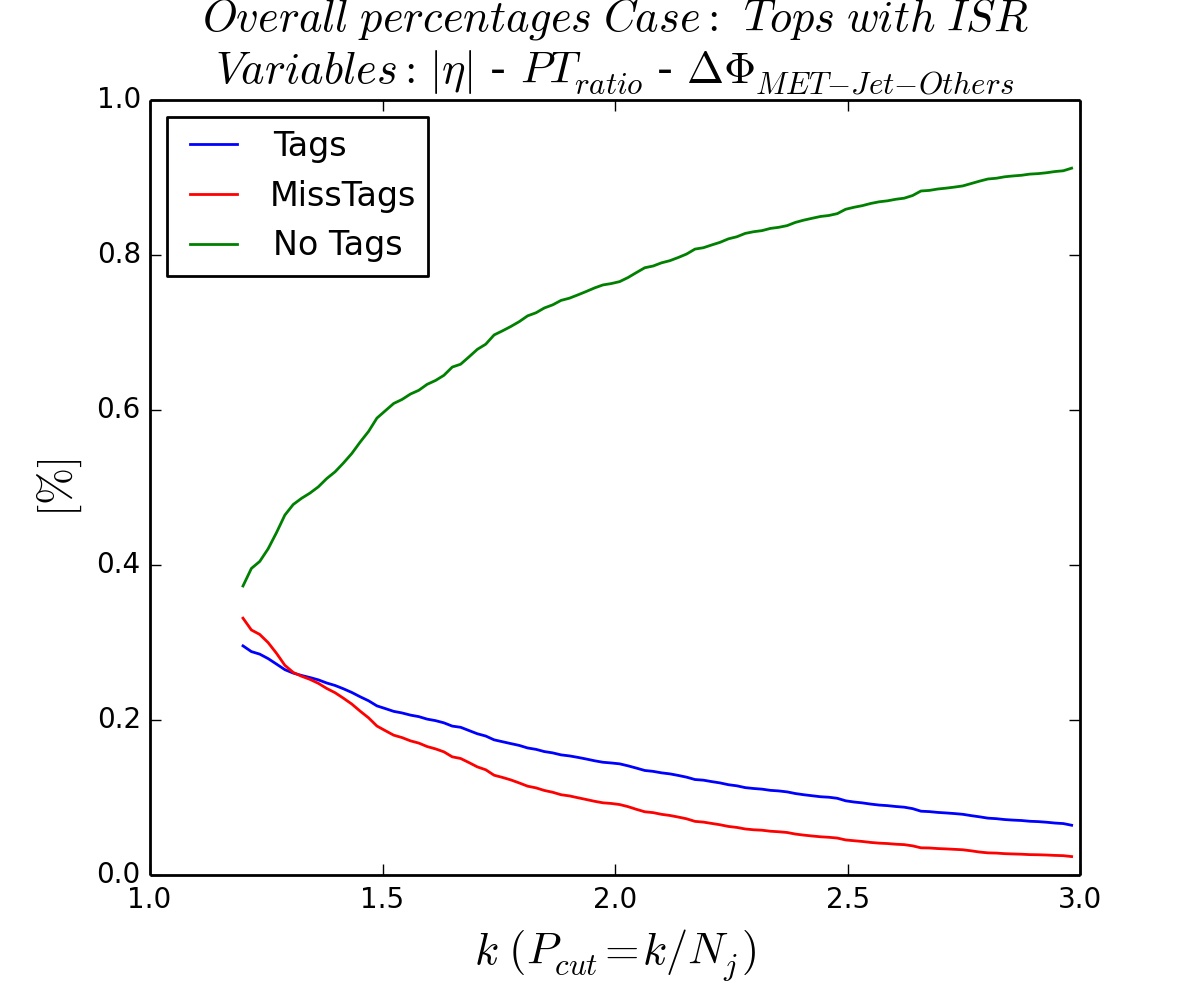 Overall percentages Case: Tops with ISR
Variables: |η| - PT_ratio - ΔΦ_MET−Jet−Others
1.0
Tags
MissTags
No Tags
0.8
0.6
[%]
0.4
0.2
0.0
1.0 1.5 2.0 2.5 3.0
k (P_cut = k/N_j)